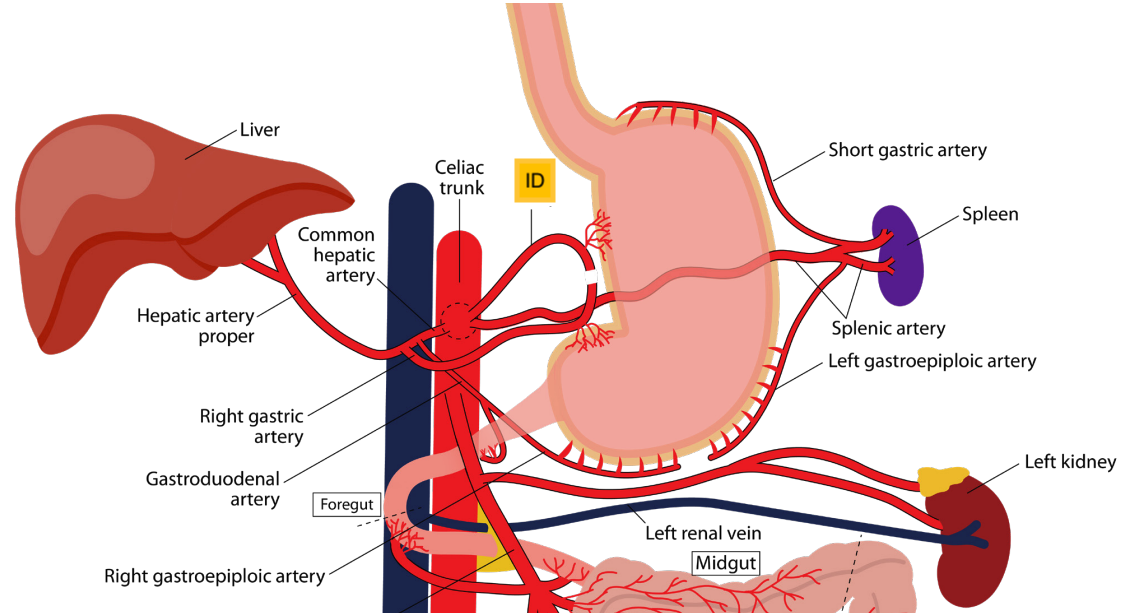 Liver
Celiac
trunk
ID
Short gastric artery
Spleen
Common
hepatic
artery
Hepatic artery
proper
Splenic artery
Left gastroepiploic artery
Right gastric
artery
Gastroduodenal
artery
Left kidney
Foregut
Left renal vein
Midgut
Right gastroepiploic artery